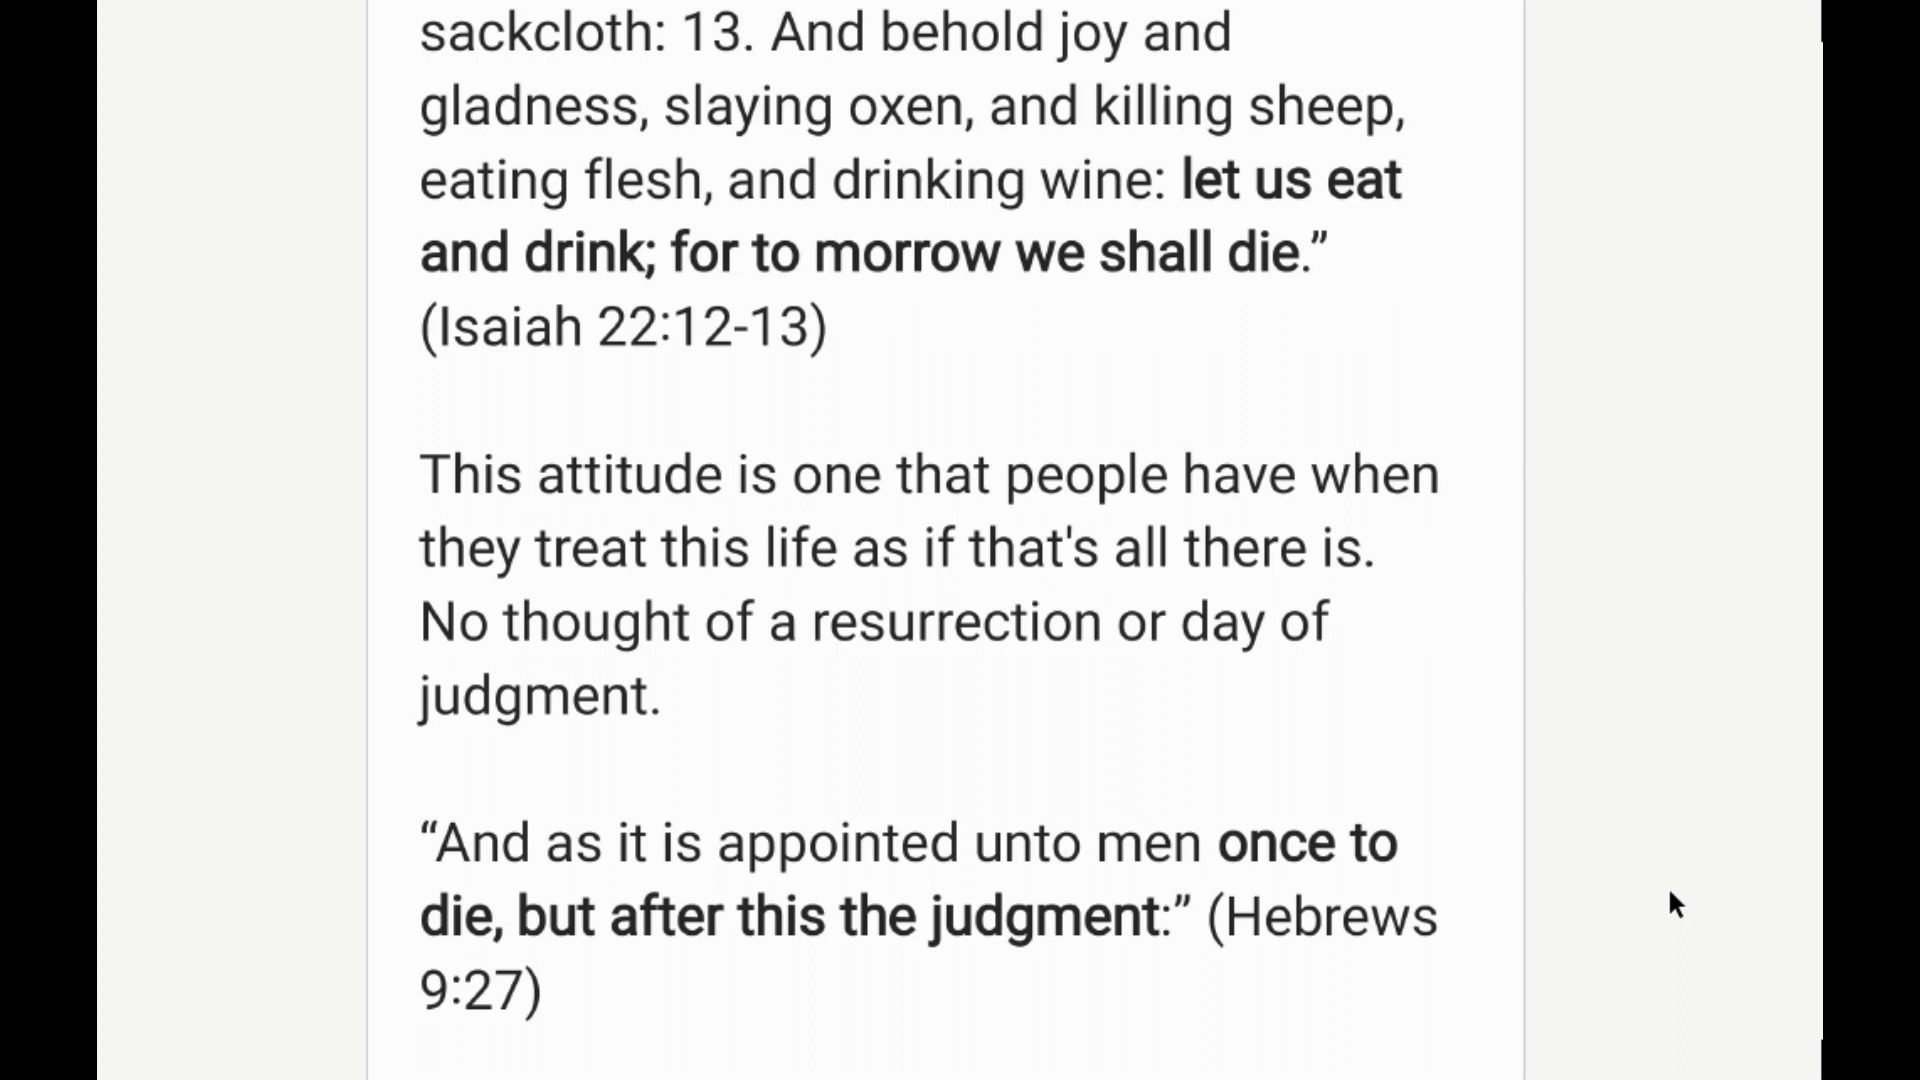 sackcloth: 13. And behold joy and
gladness, slaying oxen, and killing sheep,
eating flesh, and drinking wine: let us eat
and drink; for to morrow we shall die.”
(Isaiah 22:12-13)
This attitude is one that people have when
they treat this life as if that's all there is.
No thought of a resurrection or day of
judgment.
“And as it is appointed unto men once to
die, but after this the judgment:” (Hebrews
9:27)